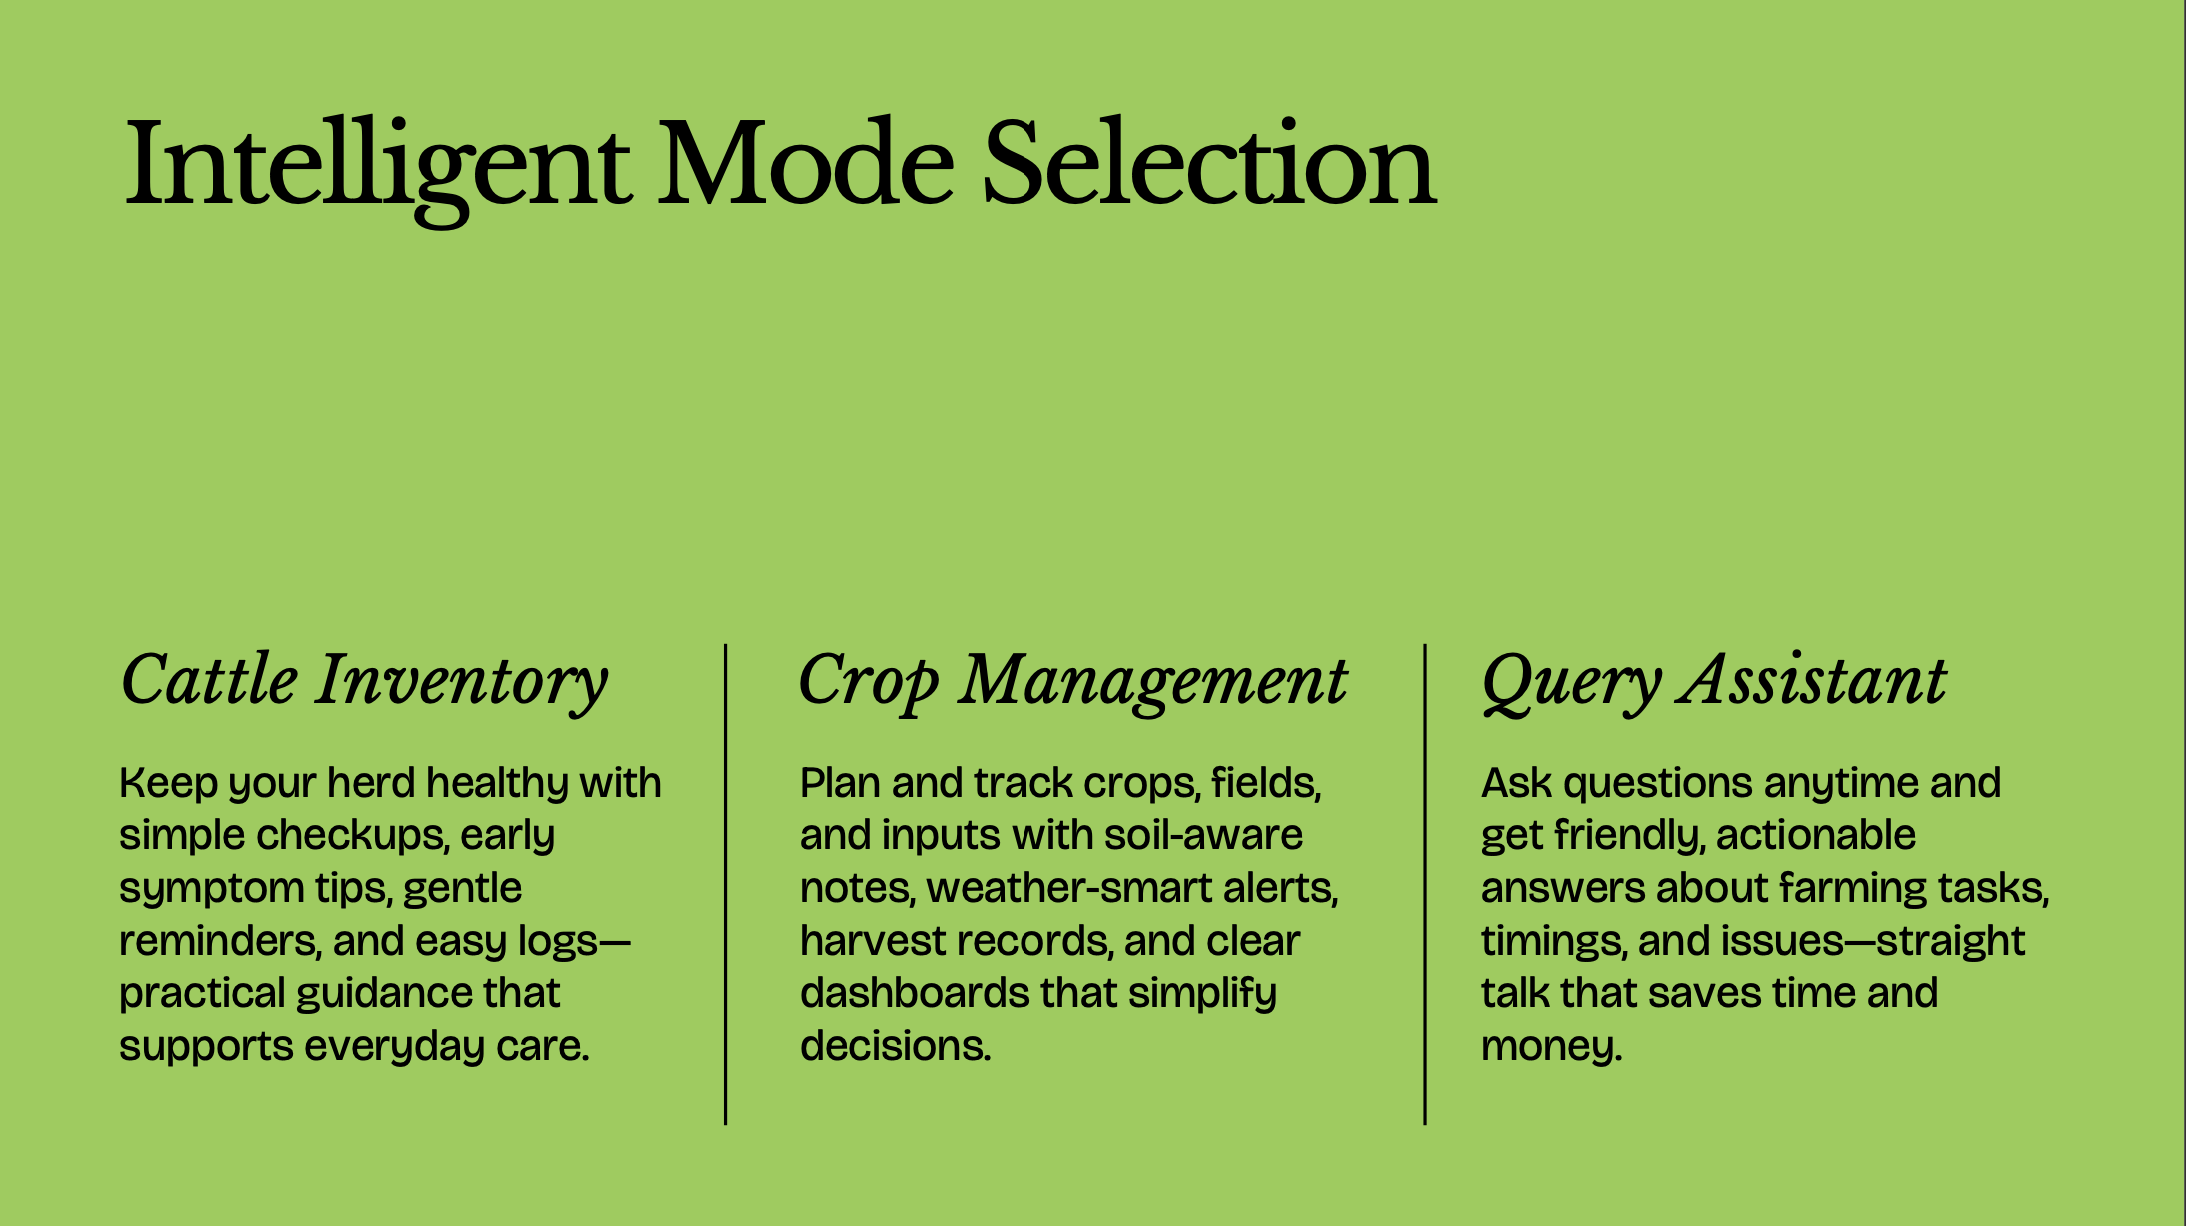 Intelligent Mode Selection
Cattle Inventory
Keep your herd healthy with
simple checkups, early
symptom tips, gentle
reminders, and easy logs—
practical guidance that
supports everyday care.
Crop Management
Plan and track crops, fields,
and inputs with soil-aware
notes, weather-smart alerts,
harvest records, and clear
dashboards that simplify
decisions.
Query Assistant
Ask questions anytime and
get friendly, actionable
answers about farming tasks,
timings, and issues—straight
talk that saves time and
money.